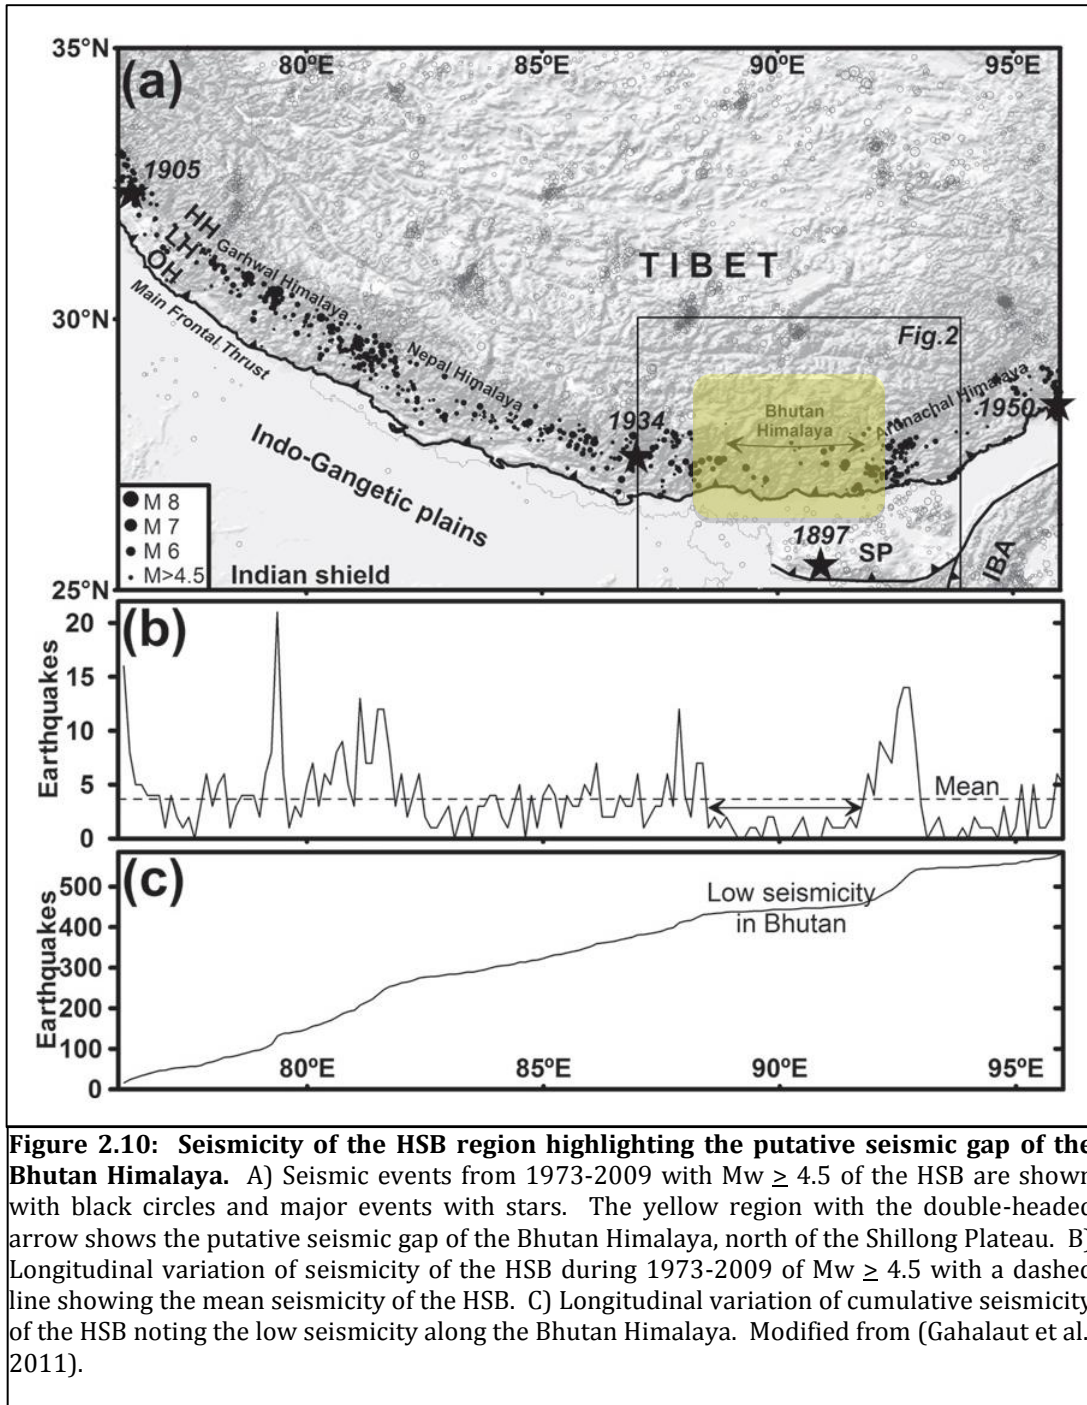 35°N
(a)
80ºE
85ºE
90ºE
95ºE
1905
HH
LH
OH
Garhwal Himalaya
Main Frontal Thrust
TIBET
30°N
Fig.2
Nepal Himalaya
1934
Bhutan
Himalaya
Arunachal Himalaya
1950
Indo-Gangetic plains
M 8
M 7
M 6
M>4.5
Indian shield
1897
SP
IBA
25°N
(b)
Earthquakes
20
15
10
5
0
Mean
(c)
Earthquakes
500
400
300
200
100
0
Low seismicity
in Bhutan
80ºE
85ºE
90ºE
95ºE
Figure 2.10: Seismicity of the HSB region highlighting the putative seismic gap of the
Bhutan Himalaya. A) Seismic events from 1973-2009 with Mw ≥ 4.5 of the HSB are shown
with black circles and major events with stars. The yellow region with the double-headed
arrow shows the putative seismic gap of the Bhutan Himalaya, north of the Shillong Plateau. B)
Longitudinal variation of seismicity of the HSB during 1973-2009 of Mw ≥ 4.5 with a dashed
line showing the mean seismicity of the HSB. C) Longitudinal variation of cumulative seismicity
of the HSB noting the low seismicity along the Bhutan Himalaya. Modified from (Gahalaut et al.
2011).